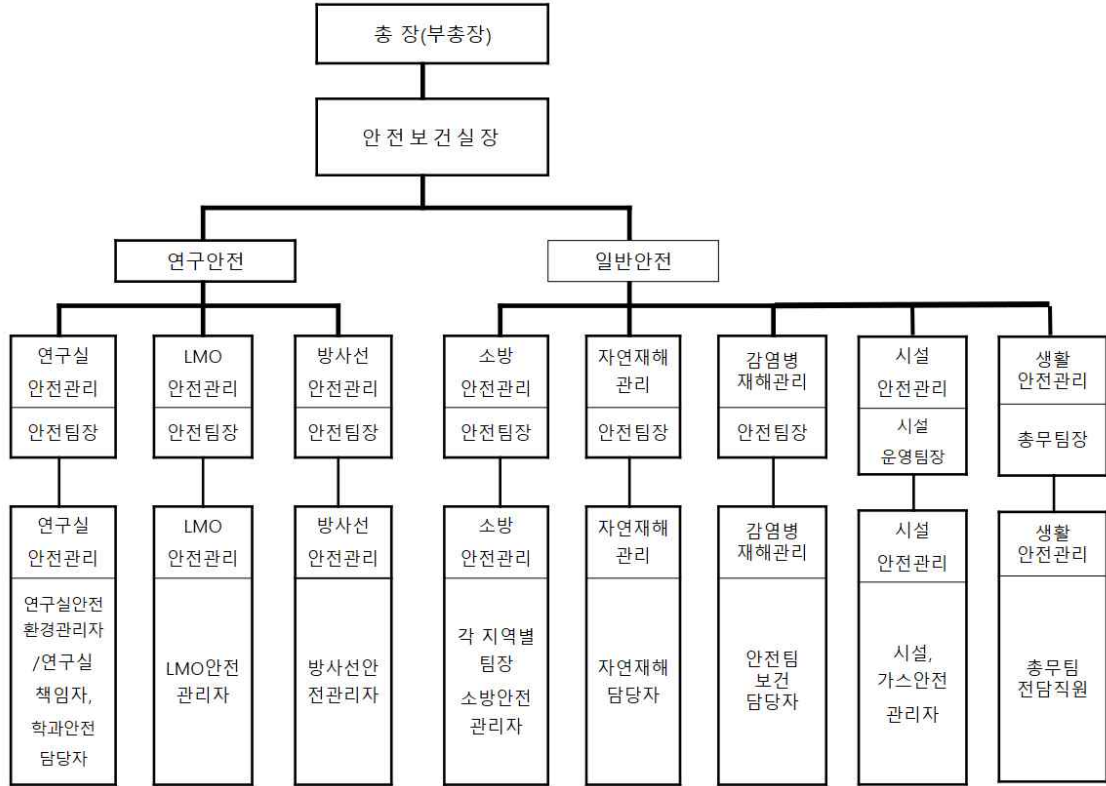 총 장(부총장)
안 전 보 건 실 장
연구안전
일반안전
연구실
안전관리
안전팀장
LMO
안전관리
안전팀장
방사선
안전관리
안전팀장
소방
안전관리
안전팀장
자연재해
관리
안전팀장
감염병
재해관리
안전팀장
시설
안전관리
시설
운영팀장
생활
안전관리
총무팀장
연구실
안전관리
연구실안전
환경관리자
/연구실
책임자,
학과안전
담당자
LMO
안전관리
LMO안전
관리자
방사선
안전관리
방사선안
전관리자
소방
안전관리
각 지역별
팀장
소방안전
관리자
자연재해
관리
자연재해
담당자
감염병
재해관리
안전팀
보건
담당자
시설
안전관리
시설,
가스안전
관리자
생활
안전관리
총무팀
전담직원